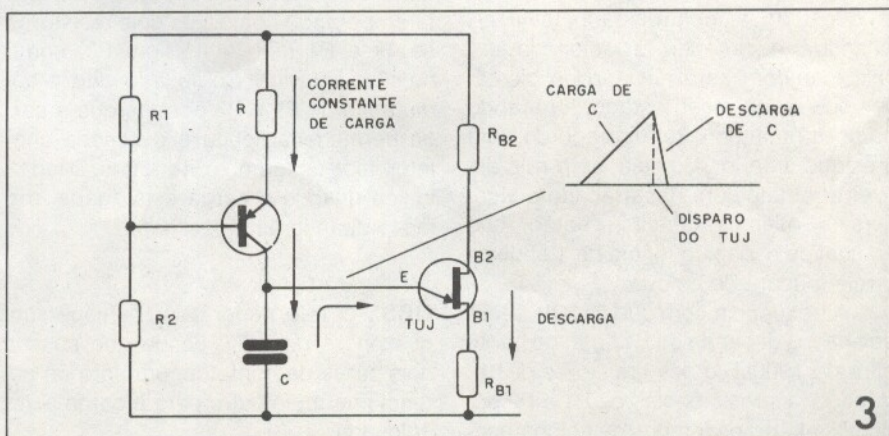 R1
R
CORRENTE
CONSTANTE
DE CARGA
RB2
CARGA DE
C
DESCARGA
DE C
DISPARO
DO TUJ
R2
E
B2
TUJ
B1
DESCARGA
C
RB1
3